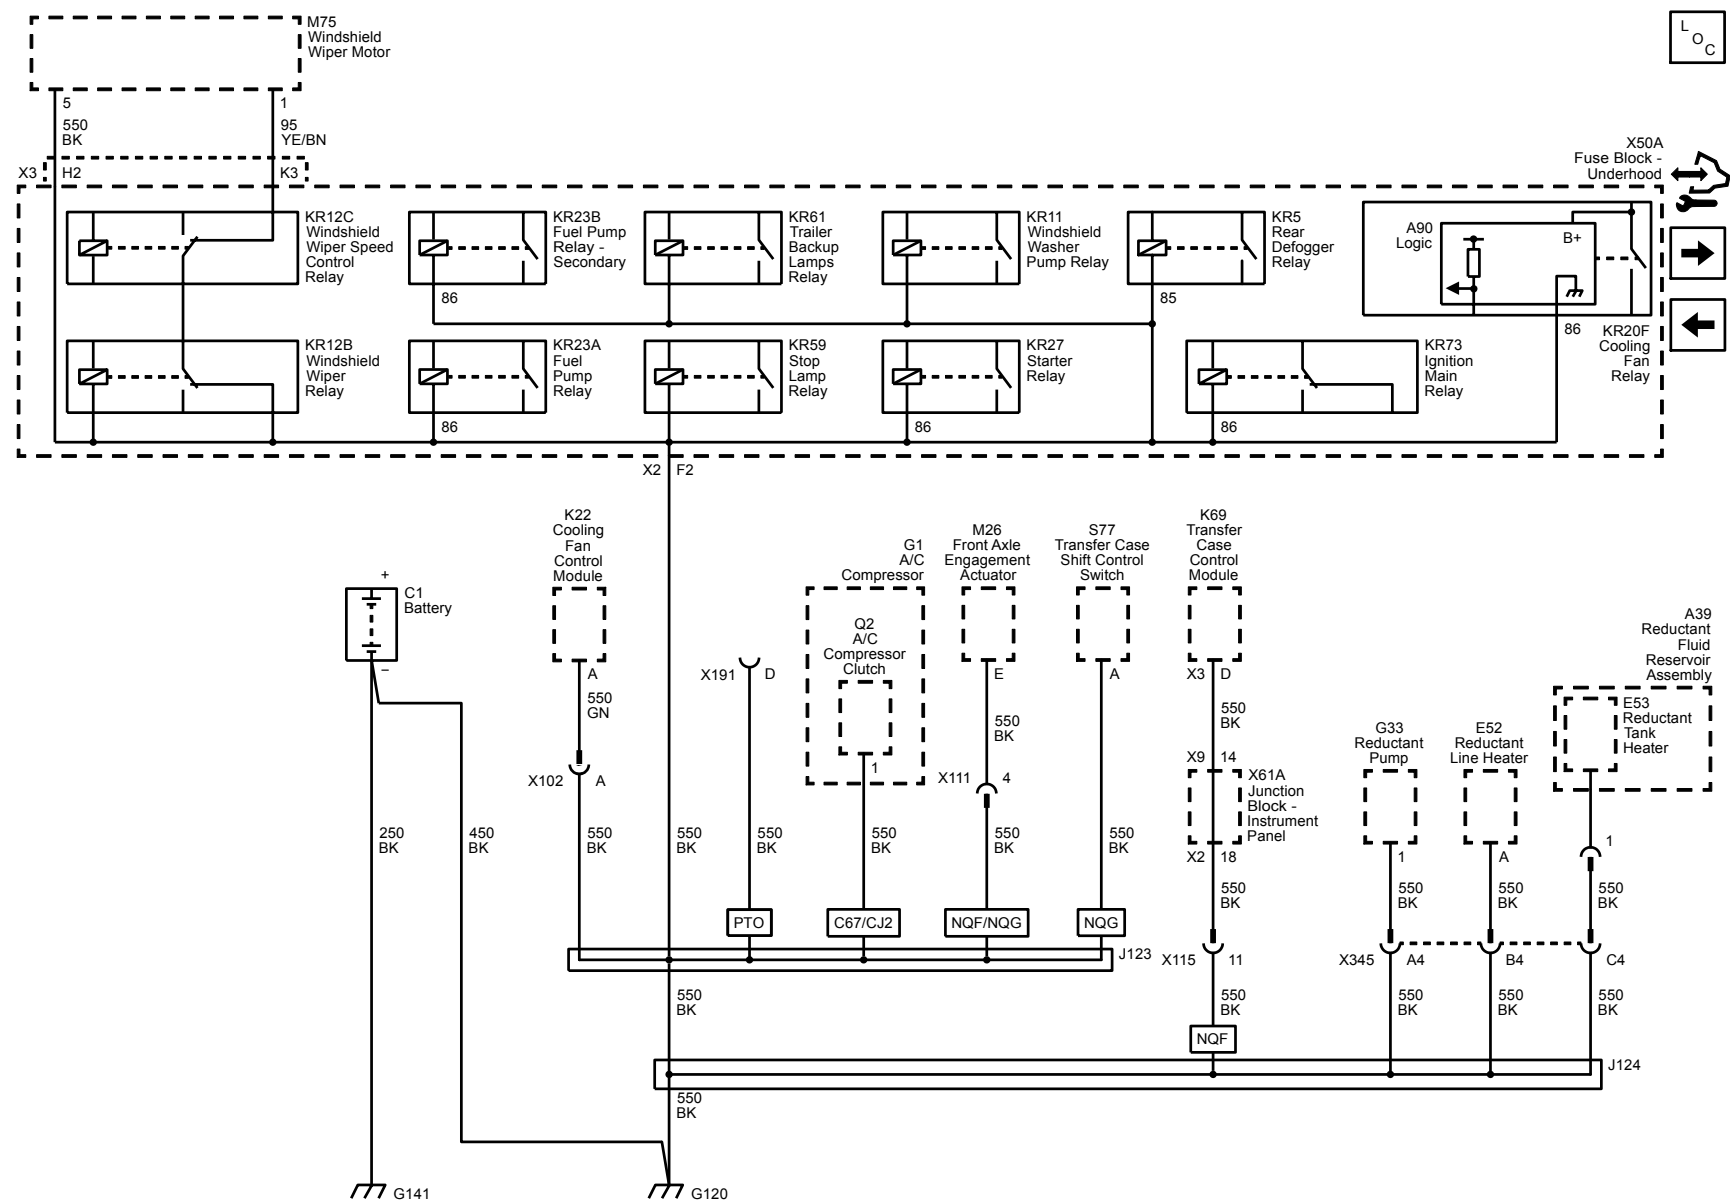 M75
Windshield
Wiper Motor
L
O
C
5
1
550
BK
95
YE/BN
X3
H2
K3
X50A
Fuse Block -
Underhood
KR12C
Windshield
Wiper Speed
Control
Relay
KR23B
Fuel Pump
Relay -
Secondary
86
KR61
Trailer
Backup
Lamps
Relay
KR11
Windshield
Washer
Pump Relay
KR5
Rear
Defogger
Relay
85
A90
Logic
B+
86
KR20F
Cooling
Fan
Relay
KR12B
Windshield
Wiper
Relay
KR23A
Fuel
Pump
Relay
86
KR59
Stop
Lamp
Relay
KR27
Starter
Relay
86
KR73
Ignition
Main
Relay
86
X2
F2
K22
Cooling
Fan
Control
Module
G1
A/C
Compressor
M26
Front Axle
Engagement
Actuator
S77
Transfer Case
Shift Control
Switch
K69
Transfer
Case
Control
Module
+
C1
Battery
−
A
550
GN
X191
D
Q2
A/C
Compressor
Clutch
1
E
550
BK
A
X3
D
550
BK
A39
Reductant
Fluid
Reservoir
Assembly
E53
Reductant
Tank
Heater
G33
Reductant
Pump
E52
Reductant
Line Heater
X102
A
X111
4
X9
14
X61A
Junction
Block -
Instrument
Panel
X2
18
1
A
1
250
BK
450
BK
550
BK
550
BK
550
BK
550
BK
550
BK
550
BK
550
BK
550
BK
550
BK
550
BK
PTO
C67/CJ2
NQF/NQG
NQG
J123
X115
11
X345
A4
B4
C4
550
BK
550
BK
550
BK
550
BK
550
BK
NQF
J124
550
BK
G141
G120